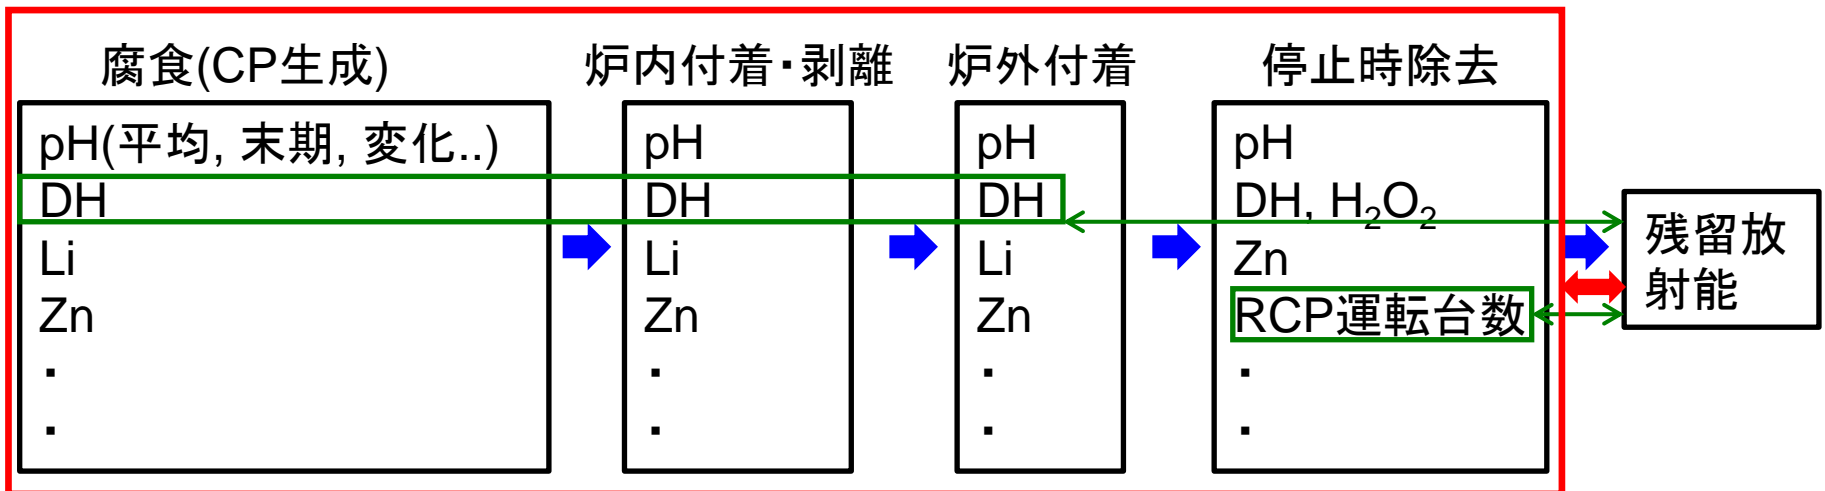 腐食(CP生成)
pH(平均, 末期, 変化..)
DH
Li
Zn
・
・
炉内付着・剥離
pH
DH
Li
Zn
・
・
炉外付着
pH
DH
Li
Zn
・
・
停止時除去
pH
DH, H₂O₂
Zn
RCP運転台数
・
・
残留放
射能